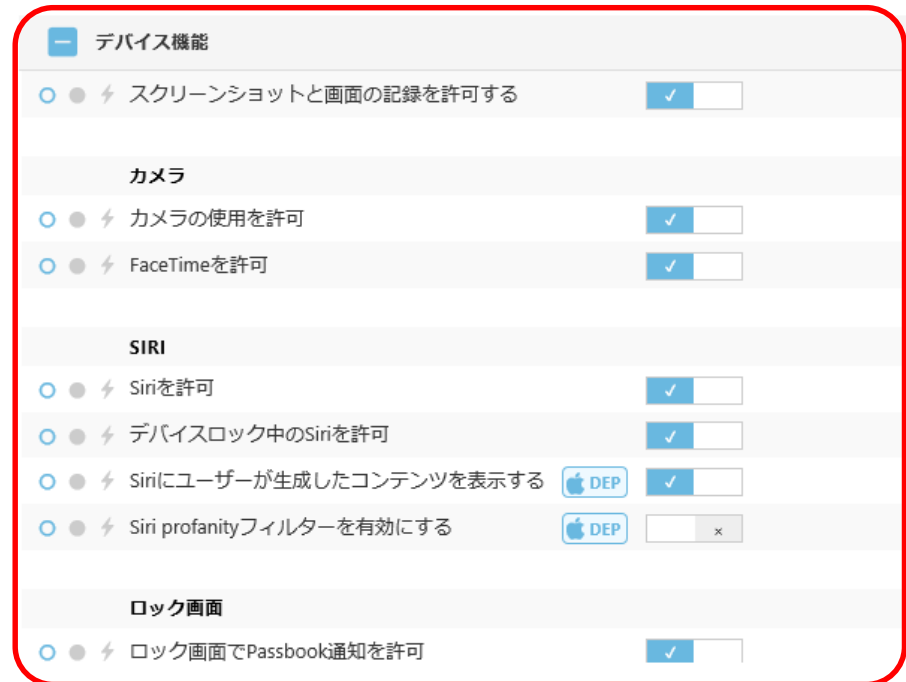 デバイス機能
スクリーンショットと画面の記録を許可する
カメラ
カメラの使用を許可
FaceTimeを許可
SIRI
Siriを許可
デバイスロック中のSiriを許可
Siriにユーザーが生成したコンテンツを表示する DEP
Siri profanityフィルターを有効にする DEP
ロック画面
ロック画面でPassbook通知を許可